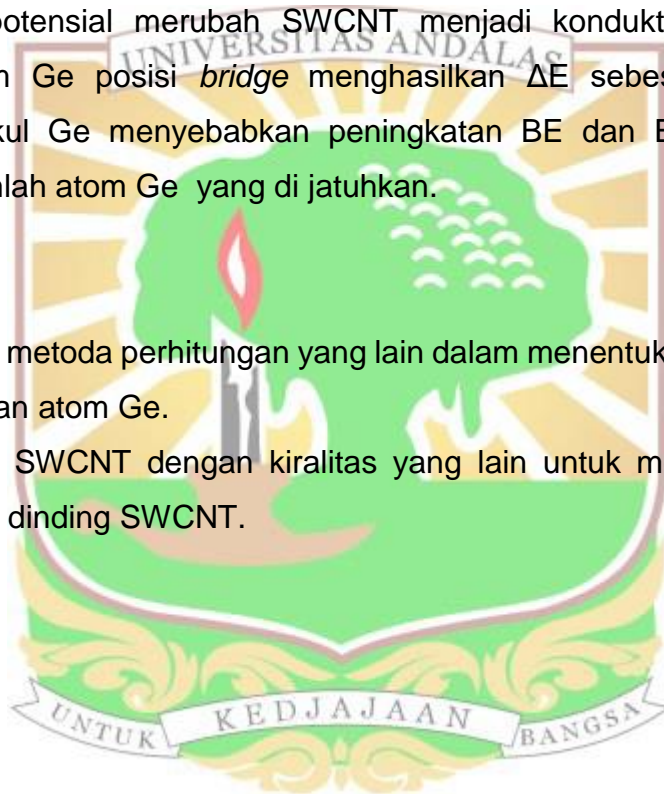 potensial merubah SWCNT menjadi kondukt
UNIVERSITAS ANDALAS
Ge posisi bridge menghasilkan ΔE sebes
kul Ge menyebabkan peningkatan BE dan
lah atom Ge yang di jatuhkan.
metoda perhitungan yang lain dalam menentuk
an atom Ge.
SWCNT dengan kiralitas yang lain untuk m
dinding SWCNT.
UNTUK KEDJAJAAN BANGSA